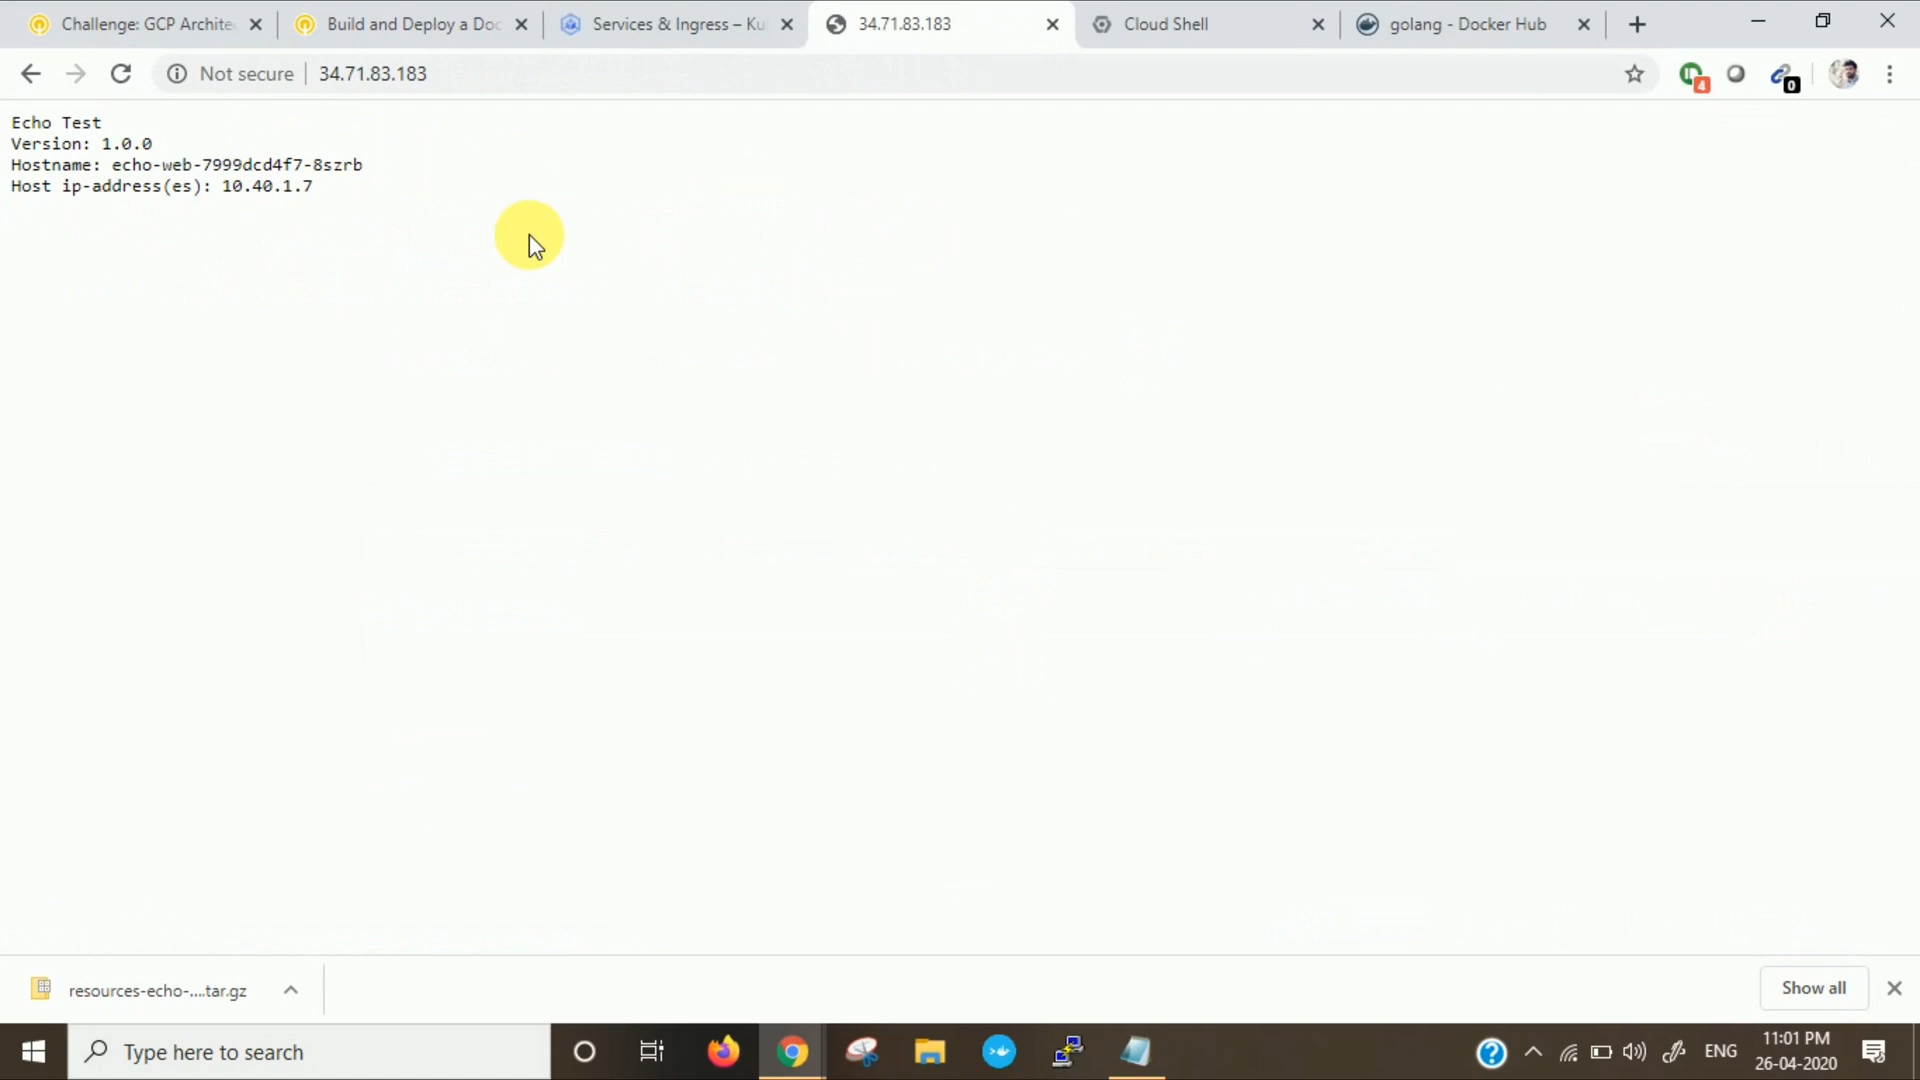 Challenge: GCP Archite
Build and Deploy a Doc
Services & Ingress – Ku
34.71.83.183
Cloud Shell
golang - Docker Hub
Not secure
34.71.83.183
4
0
Echo Test
Version: 1.0.0
Hostname: echo-web-7999dcd4f7-8szrb
Host ip-address(es): 10.40.1.7
resources-echo-....tar.gz
Show all
Type here to search
ENG
11:01 PM
26-04-2020